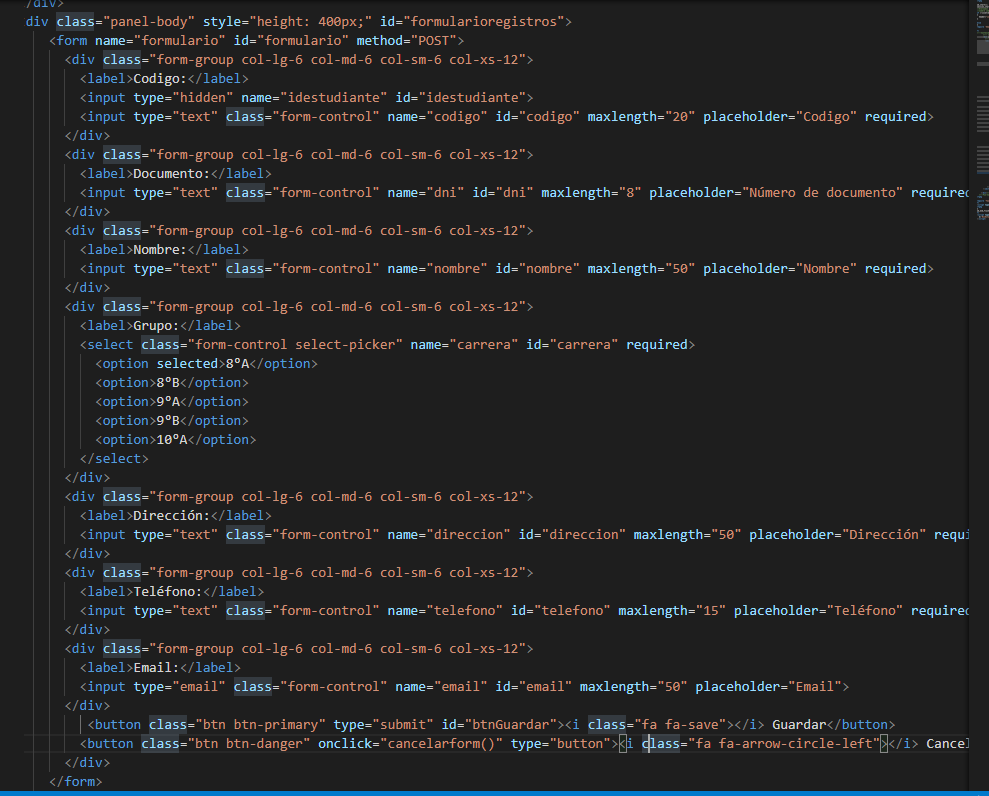 /div>
div class="panel-body" style="height: 400px;" id="formularioregistros">
<form name="formulario" id="formulario" method="POST">
<div class="form-group col-lg-6 col-md-6 col-sm-6 col-xs-12">
<label>Codigo:</label>
<input type="hidden" name="idestudiante" id="idestudiante">
<input type="text" class="form-control" name="codigo" id="codigo" maxlength="20" placeholder="Codigo" required>
</div>
<div class="form-group col-lg-6 col-md-6 col-sm-6 col-xs-12">
<label>Documento:</label>
<input type="text" class="form-control" name="dni" id="dni" maxlength="8" placeholder="Número de documento" required
</div>
<div class="form-group col-lg-6 col-md-6 col-sm-6 col-xs-12">
<label>Nombre:</label>
<input type="text" class="form-control" name="nombre" id="nombre" maxlength="50" placeholder="Nombre" required>
</div>
<div class="form-group col-lg-6 col-md-6 col-sm-6 col-xs-12">
<label>Grupo:</label>
<select class="form-control select-picker" name="carrera" id="carrera" required>
<option selected>8ºA</option>
<option>8ºB</option>
<option>9ºA</option>
<option>9ºB</option>
<option>10ºA</option>
</select>
</div>
<div class="form-group col-lg-6 col-md-6 col-sm-6 col-xs-12">
<label>Dirección:</label>
<input type="text" class="form-control" name="direccion" id="direccion" maxlength="50" placeholder="Dirección" requi
</div>
<div class="form-group col-lg-6 col-md-6 col-sm-6 col-xs-12">
<label>Teléfono:</label>
<input type="text" class="form-control" name="telefono" id="telefono" maxlength="15" placeholder="Teléfono" required
</div>
<div class="form-group col-lg-6 col-md-6 col-sm-6 col-xs-12">
<label>Email:</label>
<input type="email" class="form-control" name="email" id="email" maxlength="50" placeholder="Email">
</div>
<button class="btn btn-primary" type="submit" id="btnGuardar"><i class="fa fa-save"></i> Guardar</button>
<button class="btn btn-danger" onclick="cancelarform()" type="button"><i class="fa fa-arrow-circle-left"></i> Cancel
</div>
</form>